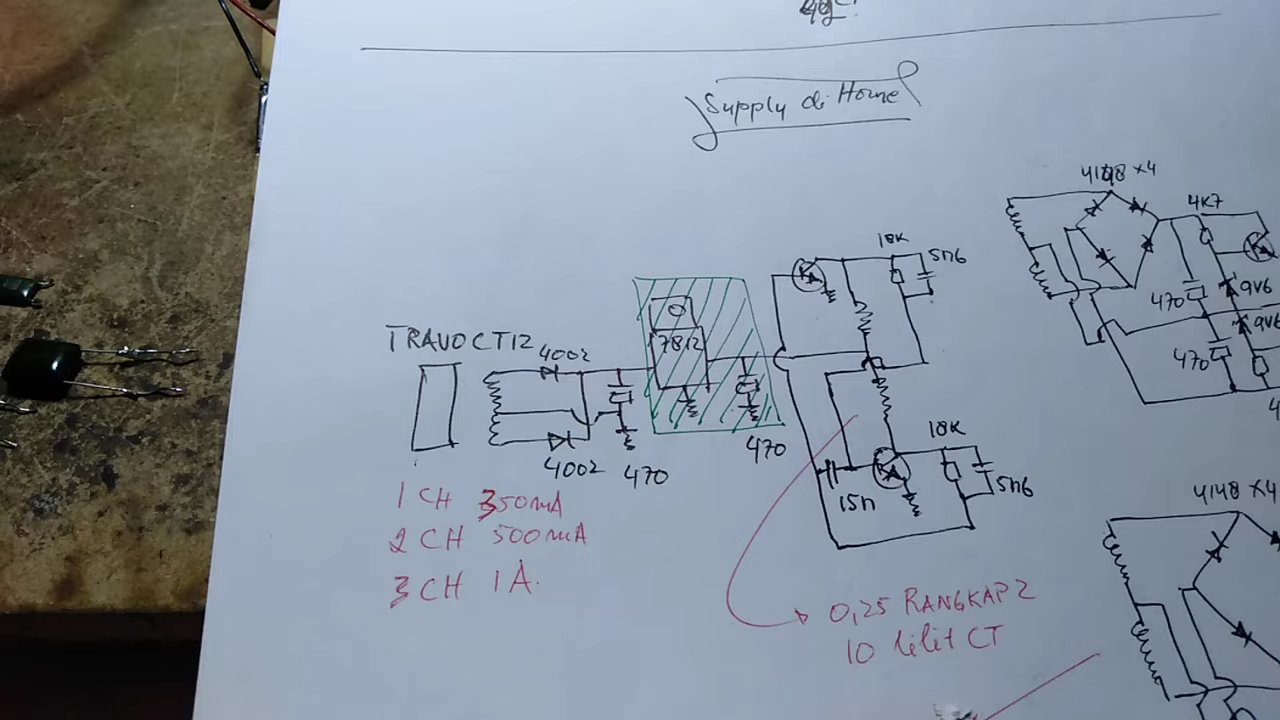 Supply di Home
TRAVO CT12
4002
4002
470
7812
470
1 CH 350mA
2 CH 500mA
3 CH 1A.
10K
5n6
15n
10K
5n6
0,25 RANGKAP 2
10 lilit CT
4148 x4
4K7
470
9V6
9V6
470
4148 x4